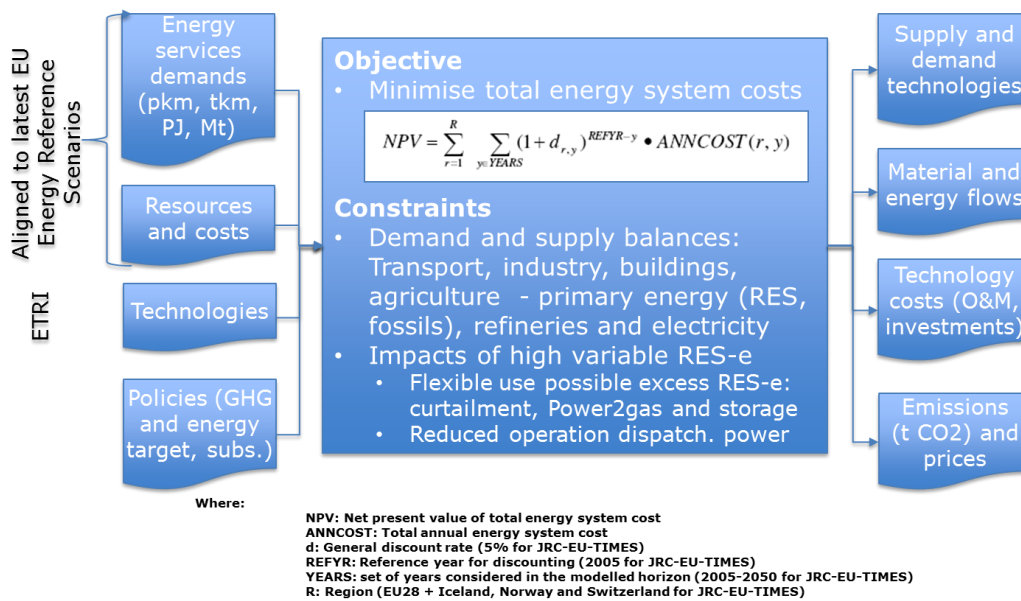 Aligned to latest EU
Energy Reference
Scenarios
ETRI
Energy
services
demands
(pkm, tkm,
PJ, Mt)
Resources
and costs
Technologies
Policies (GHG
and energy
target, subs.)
Objective
• Minimise total energy system costs
NPV = \sum_{r=1}^{R} \sum_{y∈YEARS} (1 + d_{r,y})^{REFYR−y} • ANNCOST(r, y)
Constraints
• Demand and supply balances:
Transport, industry, buildings,
agriculture - primary energy (RES,
fossils), refineries and electricity
• Impacts of high variable RES-e
• Flexible use possible excess RES-e:
curtailment, Power2gas and storage
• Reduced operation dispatch. power
Supply and
demand
technologies
Material and
energy flows
Technology
costs (O&M,
investments)
Emissions
(t CO2) and
prices
Where:
NPV: Net present value of total energy system cost
ANNCOST: Total annual energy system cost
d: General discount rate (5% for JRC-EU-TIMES)
REFYR: Reference year for discounting (2005 for JRC-EU-TIMES)
YEARS: set of years considered in the modelled horizon (2005-2050 for JRC-EU-TIMES)
R: Region (EU28 + Iceland, Norway and Switzerland for JRC-EU-TIMES)